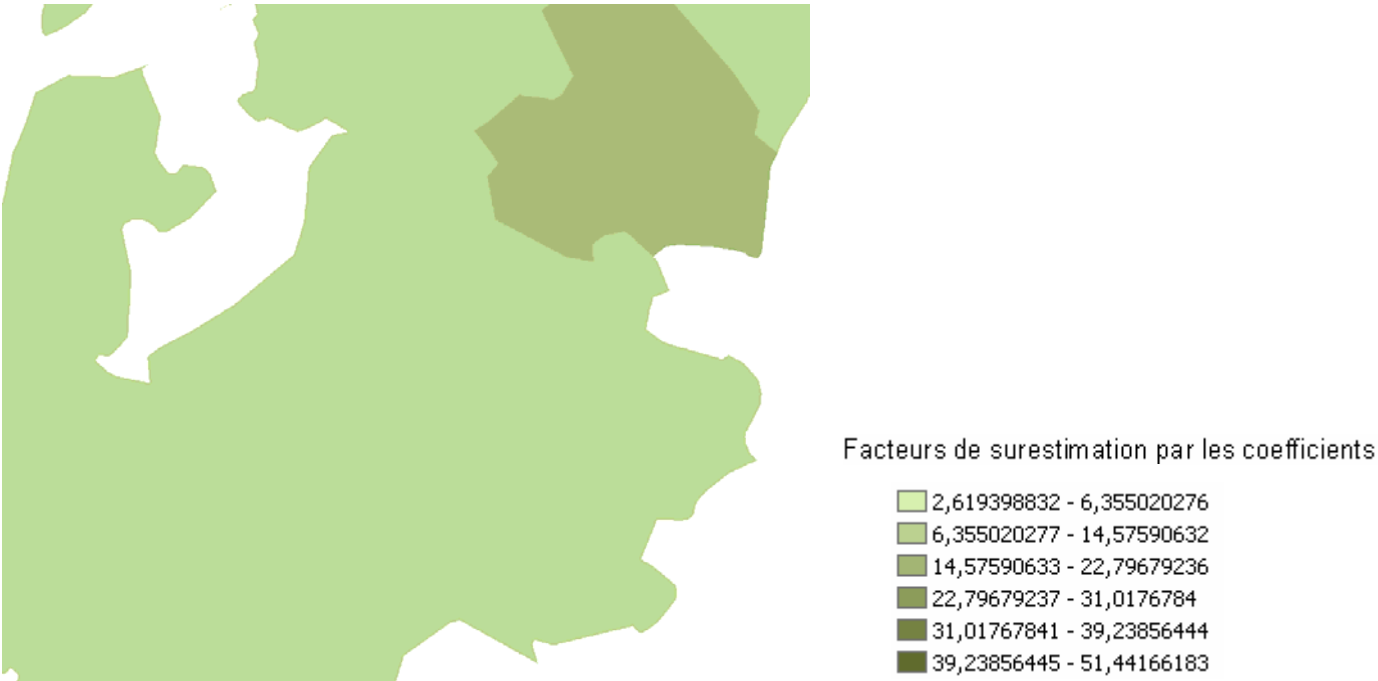 Facteurs de surestimation par les coefficients
2,619398832 - 6,355020276
6,355020277 - 14,57590632
14,57590633 - 22,79679236
22,79679237 - 31,0176784
31,01767841 - 39,23856444
39,23856445 - 51,44166183